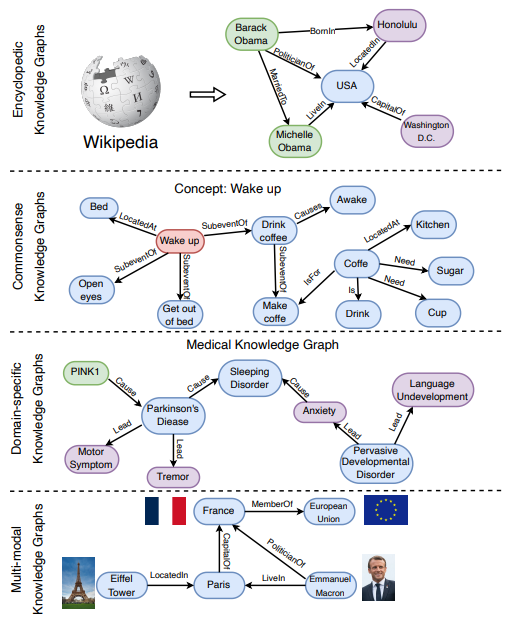 Encyclopedic
Knowledge Graphs
Wikipedia
Barack
Obama
BornIn
Honolulu
PoliticianOf
LocatedIn
MarriedTo
USA
LiveIn
CapitalOf
Michelle
Obama
Washington
D.C.
Commonsense
Knowledge Graphs
Concept: Wake up
Bed
LocatedAt
Wake up
SubeventOf
Drink
coffee
Causes
Awake
SubeventOf
Open
eyes
SubeventOf
Get out
of bed
SubeventOf
Make
coffe
IsFor
Coffe
LocatedAt
Kitchen
Need
Sugar
Need
Cup
Is
Drink
Domain-specific
Knowledge Graphs
Medical Knowledge Graph
PINK1
Cause
Parkinson's
Diease
Cause
Sleeping
Disorder
Cause
Anxiety
Language
Undevelopment
Lead
Motor
Symptom
Lead
Tremor
Lead
Lead
Pervasive
Developmental
Disorder
Multi-modal
Knowledge Graphs
France
MemberOf
European
Union
CapitalOf
PoliticianOf
Eiffel
Tower
LocatedIn
Paris
LiveIn
Emmanuel
Macron